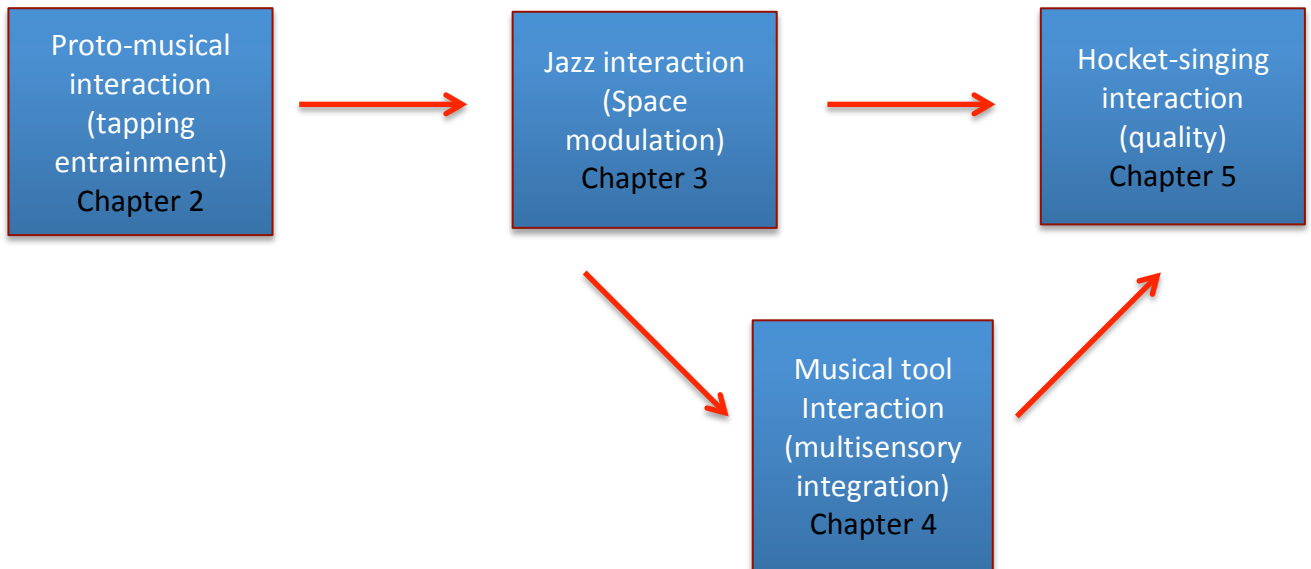 Proto-musical
interaction
(tapping
entrainment)
Chapter 2
Jazz interaction
(Space
modulation)
Chapter 3
Hocket-singing
interaction
(quality)
Chapter 5
Musical tool
Interaction
(multisensory
integration)
Chapter 4